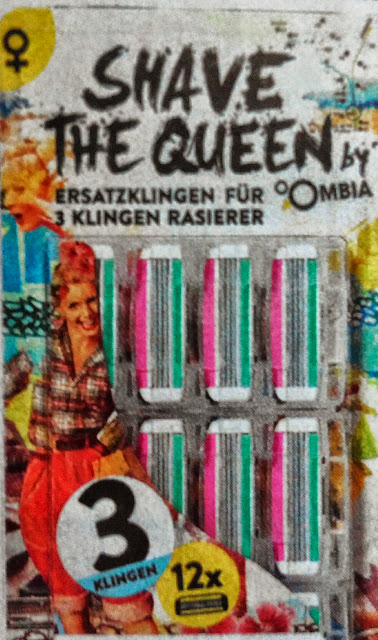 SHAVE
THE QUEEN by
ERSATZKLINGEN FÜR OMBIA
3 KLINGEN RASIERER
3
KLINGEN
12x